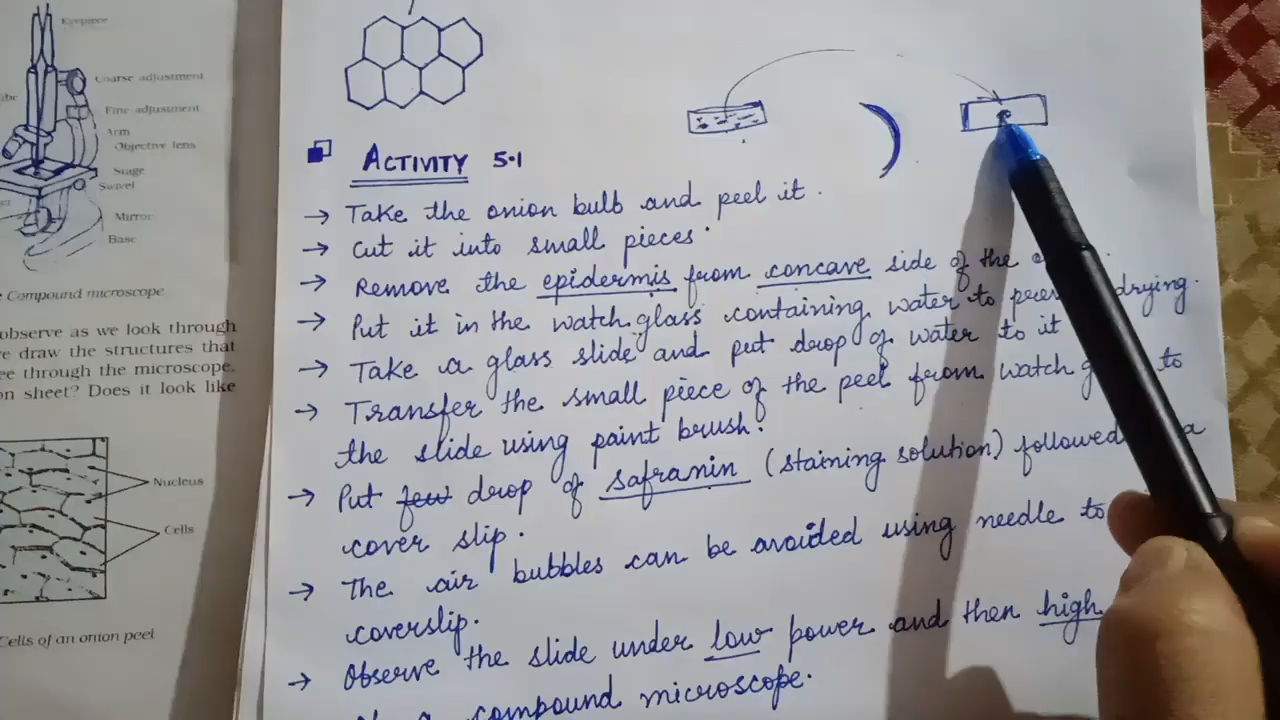 Eyepiece
Coarse adjustment
Fine adjustment
Arm
Objective lens
Stage
Swivel
Mirror
Base
Compound microscope
observe as we look through
draw the structures that
through the microscope.
sheet? Does it look like
Nucleus
Cells
Cells of an onion peel
ACTIVITY 5.1
→ Take the onion bulb and peel it.
→ Cut it into small pieces.
→ Remove the epidermis from concave side of the
→ Put it in the watch glass containing water to drying.
→ Take a glass slide and put drop of water to it
→ Transfer the small piece of the peel from watch to
the slide using paint brush.
→ Put few drop of safranin (staining solution) followed a
cover slip.
→ The air bubbles can be avoided using needle to
coverslip.
→ Observe the slide under low power and then high
compound microscope.